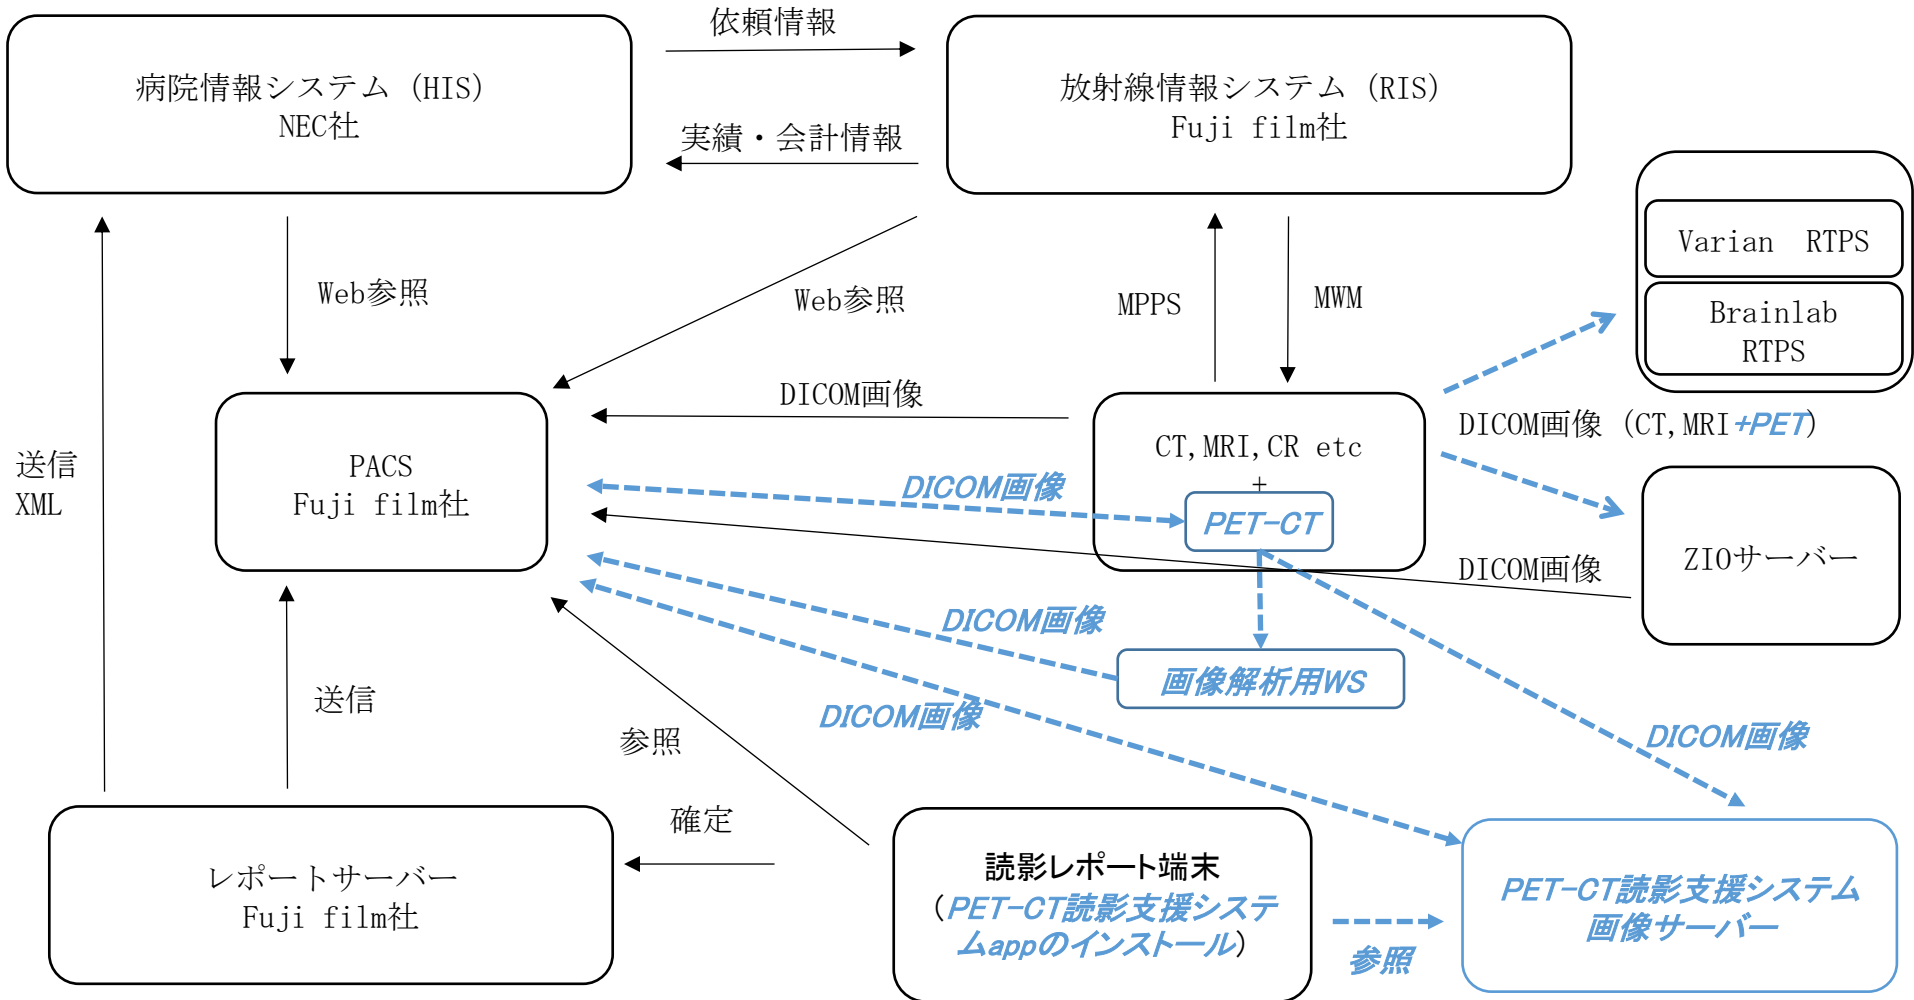 依頼情報
病院情報システム（HIS）
NEC社
放射線情報システム（RIS）
Fuji film社
実績・会計情報
Varian　RTPS
Brainlab
RTPS
Web参照
Web参照
MPPS
MWM
DICOM画像
DICOM画像（CT,MRI+PET）
送信
XML
PACS
Fuji film社
CT,MRI,CR etc
+
PET-CT
DICOM画像
ZIOサーバー
DICOM画像
DICOM画像
画像解析用WS
送信
DICOM画像
参照
DICOM画像
確定
レポートサーバー
Fuji film社
読影レポート端末
（PET-CT読影支援システ
ムappのインストール）
参照
PET-CT読影支援システム
画像サーバー